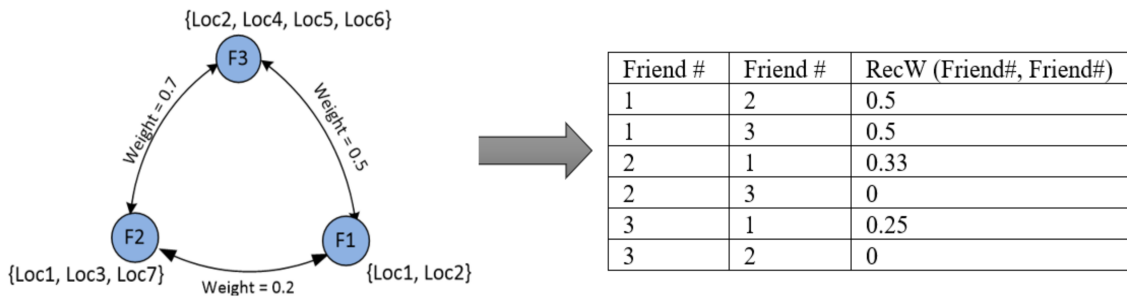 {Loc2, Loc4, Loc5, Loc6}
F3
Weight = 0.7
Weight = 0.5
F2
F1
{Loc1, Loc3, Loc7}
{Loc1, Loc2}
Weight = 0.2
Friend # Friend # RecW (Friend#, Friend#)
1 2 0.5
1 3 0.5
2 1 0.33
2 3 0
3 1 0.25
3 2 0